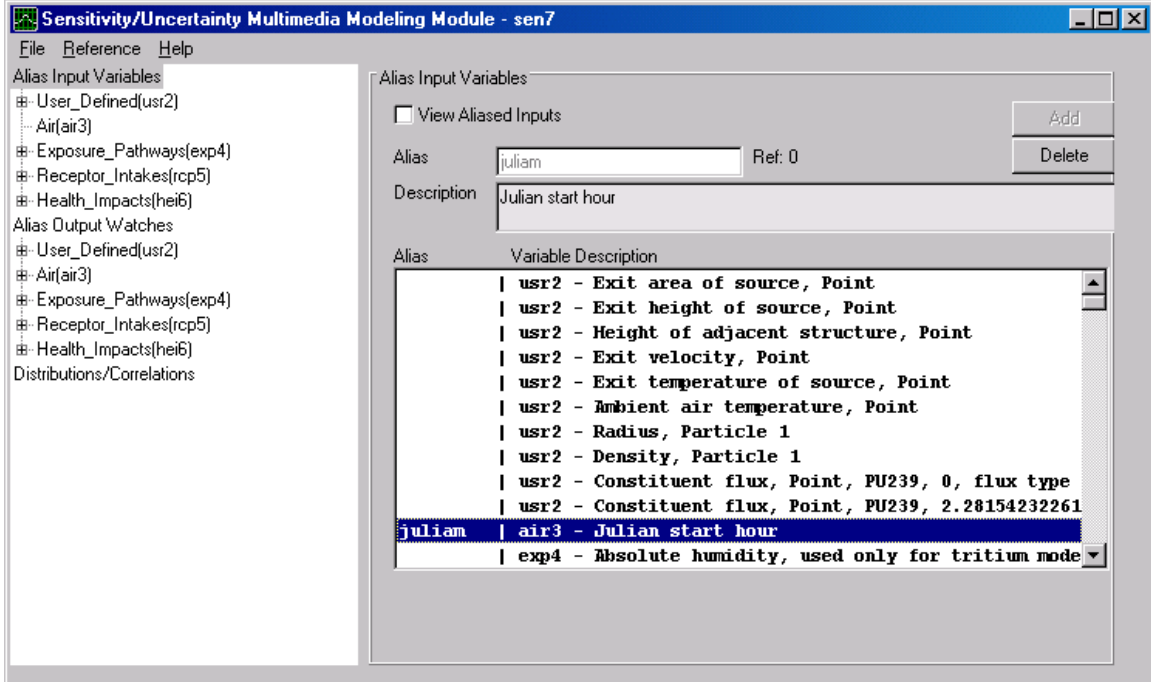 Sensitivity/Uncertainty Multimedia Modeling Module - sen7
File Reference Help
Alias Input Variables
User_Defined(usr2)
Air(air3)
Exposure_Pathways(exp4)
Receptor_Intakes(rcp5)
Health_Impacts(hei6)
Alias Output Watches
User_Defined(usr2)
Air(air3)
Exposure_Pathways(exp4)
Receptor_Intakes(rcp5)
Health_Impacts(hei6)
Distributions/Correlations
Alias Input Variables
View Aliased Inputs
Add
Alias juliam Ref: 0
Delete
Description Julian start hour
Alias Variable Description
| usr2 - Exit area of source, Point
| usr2 - Exit height of source, Point
| usr2 - Height of adjacent structure, Point
| usr2 - Exit velocity, Point
| usr2 - Exit temperature of source, Point
| usr2 - Ambient air temperature, Point
| usr2 - Radius, Particle 1
| usr2 - Density, Particle 1
| usr2 - Constituent flux, Point, PU239, 0, flux type
| usr2 - Constituent flux, Point, PU239, 2.28154232261
juliam | air3 - Julian start hour
| exp4 - Absolute humidity, used only for tritium mode